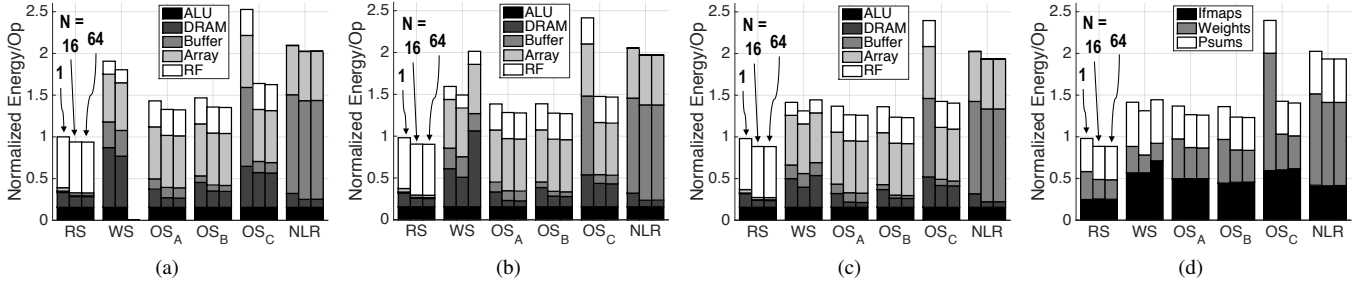 Normalized Energy/Op
2.5
2
1.5
1
0.5
0
N =
1
16
64
ALU
DRAM
Buffer
Array
RF
RS WS OS_A OS_B OS_C NLR
(a)
Normalized Energy/Op
2.5
2
1.5
1
0.5
0
N =
1
16
64
ALU
DRAM
Buffer
Array
RF
RS WS OS_A OS_B OS_C NLR
(b)
Normalized Energy/Op
2.5
2
1.5
1
0.5
0
N =
1
16
64
ALU
DRAM
Buffer
Array
RF
RS WS OS_A OS_B OS_C NLR
(c)
Normalized Energy/Op
2.5
2
1.5
1
0.5
0
N =
1
16
64
Ifmaps
Weights
Psums
RS WS OS_A OS_B OS_C NLR
(d)